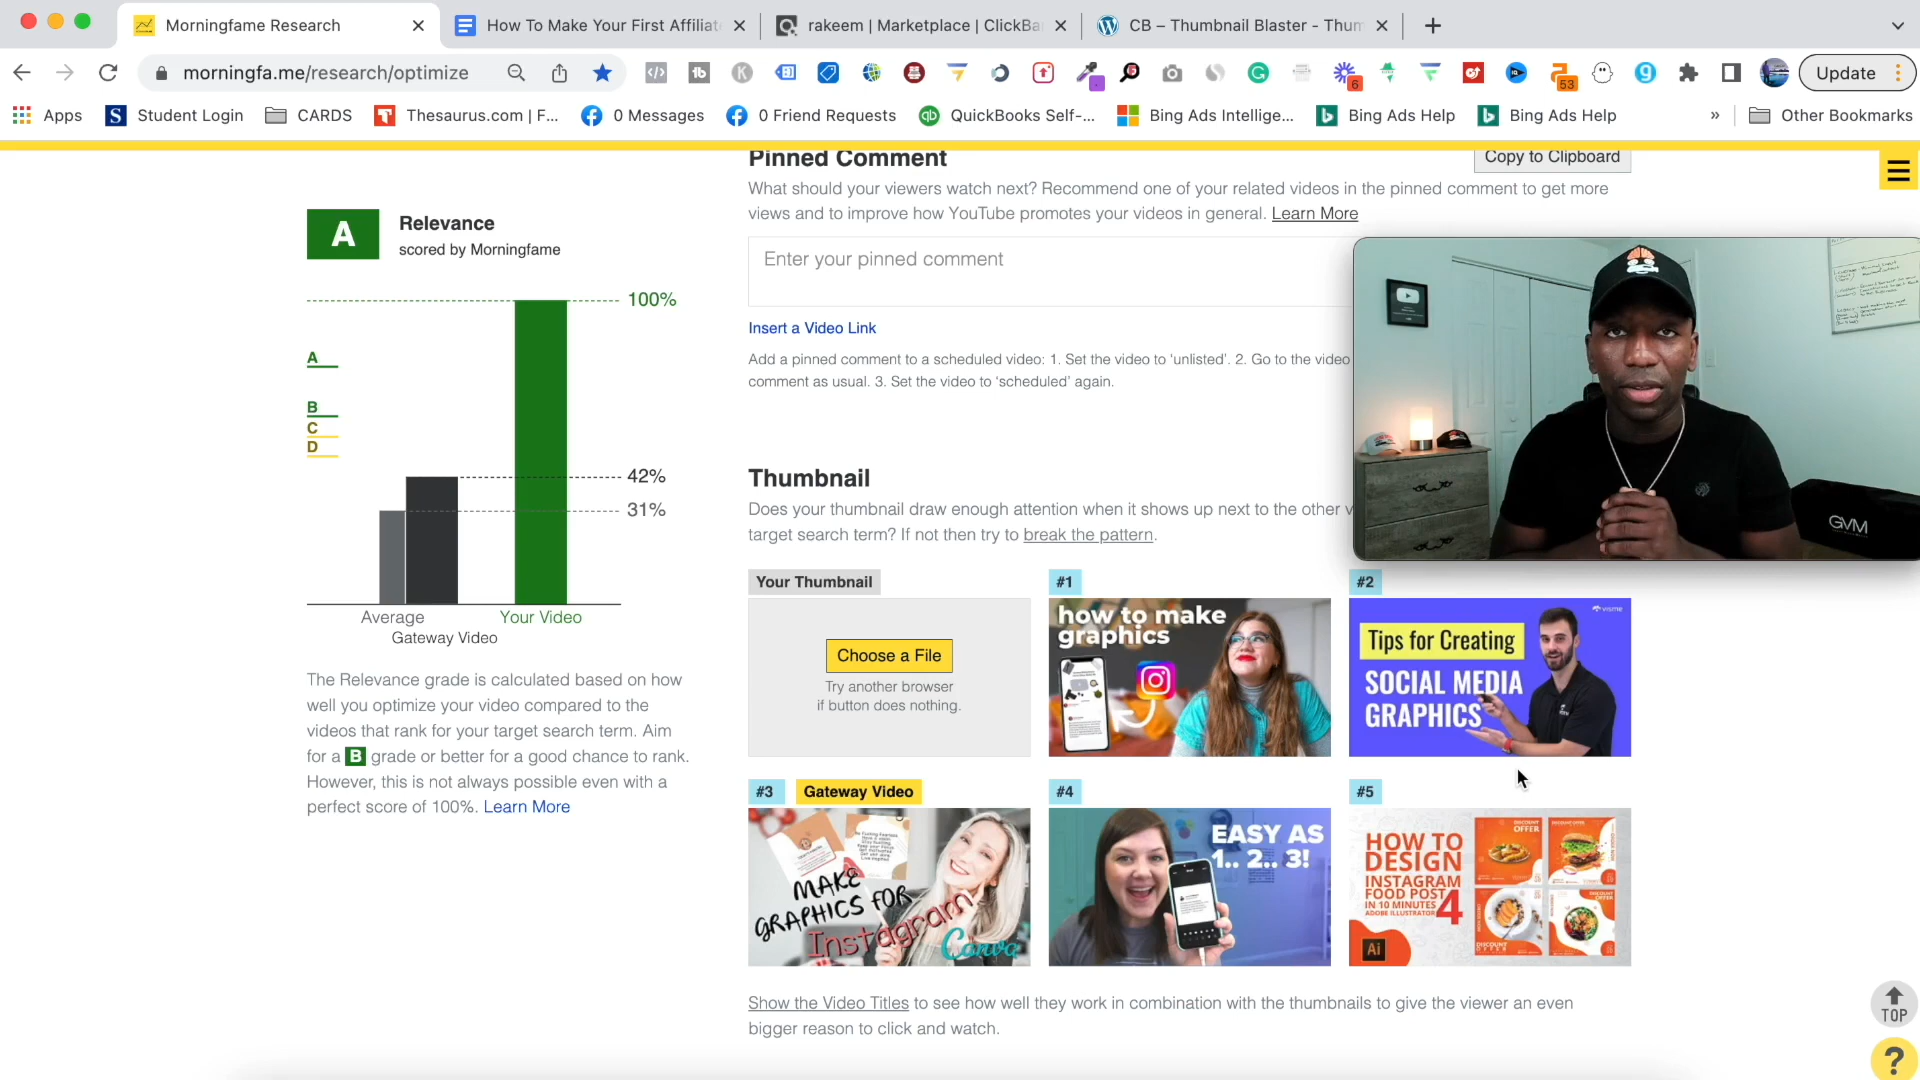 Morningfame Research
How To Make Your First Affiliat
rakeem | Marketplace | ClickBa
CB – Thumbnail Blaster - Thum
morningfa.me/research/optimize
6
53
Update
Apps
Student Login
CARDS
Thesaurus.com | F...
0 Messages
0 Friend Requests
QuickBooks Self-...
Bing Ads Intellige...
Bing Ads Help
Bing Ads Help
»
Other Bookmarks
Pinned Comment
Copy to Clipboard
What should your viewers watch next? Recommend one of your related videos in the pinned comment to get more
views and to improve how YouTube promotes your videos in general. Learn More
Enter your pinned comment
Insert a Video Link
Add a pinned comment to a scheduled video: 1. Set the video to 'unlisted'. 2. Go to the video
comment as usual. 3. Set the video to 'scheduled' again.
A
Relevance
scored by Morningfame
100%
A
B
C
D
42%
31%
Average
Your Video
Gateway Video
The Relevance grade is calculated based on how
well you optimize your video compared to the
videos that rank for your target search term. Aim
for a B grade or better for a good chance to rank.
However, this is not always possible even with a
perfect score of 100%. Learn More
GVM
Thumbnail
Does your thumbnail draw enough attention when it shows up next to the other v
target search term? If not then try to break the pattern.
Your Thumbnail
#1
#2
Choose a File
Try another browser
if button does nothing.
how to make
graphics
visme
Tips for Creating
SOCIAL MEDIA
GRAPHICS
#3
Gateway Video
#4
#5
MAKE
GRAPHICS FOR
Instagram
Canva
EASY AS
1.. 2.. 3!
HOW TO
DESIGN
INSTAGRAM
FOOD POST
IN 10 MINUTES
ADOBE ILLUSTRATOR
4
Ai
DISCOUNT
OFFER
DISCOUNT
OFFER
DISCOUNT
OFFER
DISCOUNT
OFFER
Show the Video Titles to see how well they work in combination with the thumbnails to give the viewer an even
bigger reason to click and watch.
TOP
?